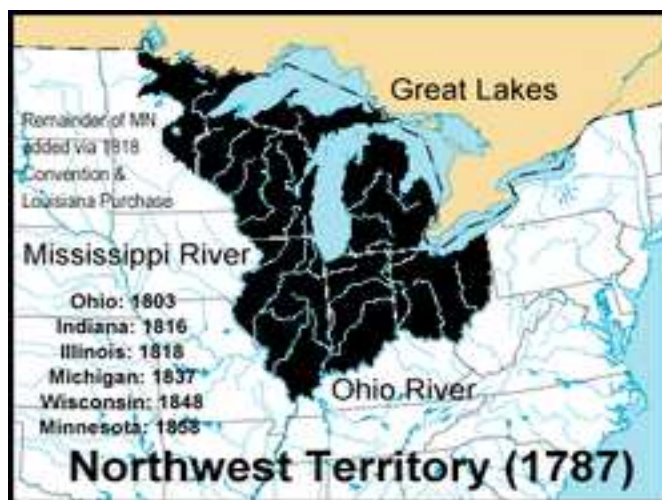 Great Lakes
Remainder of MN
added via 1818
Convention &
Louisiana Purchase
Mississippi River
Ohio: 1803
Indiana: 1816
Illinois: 1818
Michigan: 1837
Wisconsin: 1848
Minnesota: 1858
Ohio River
Northwest Territory (1787)